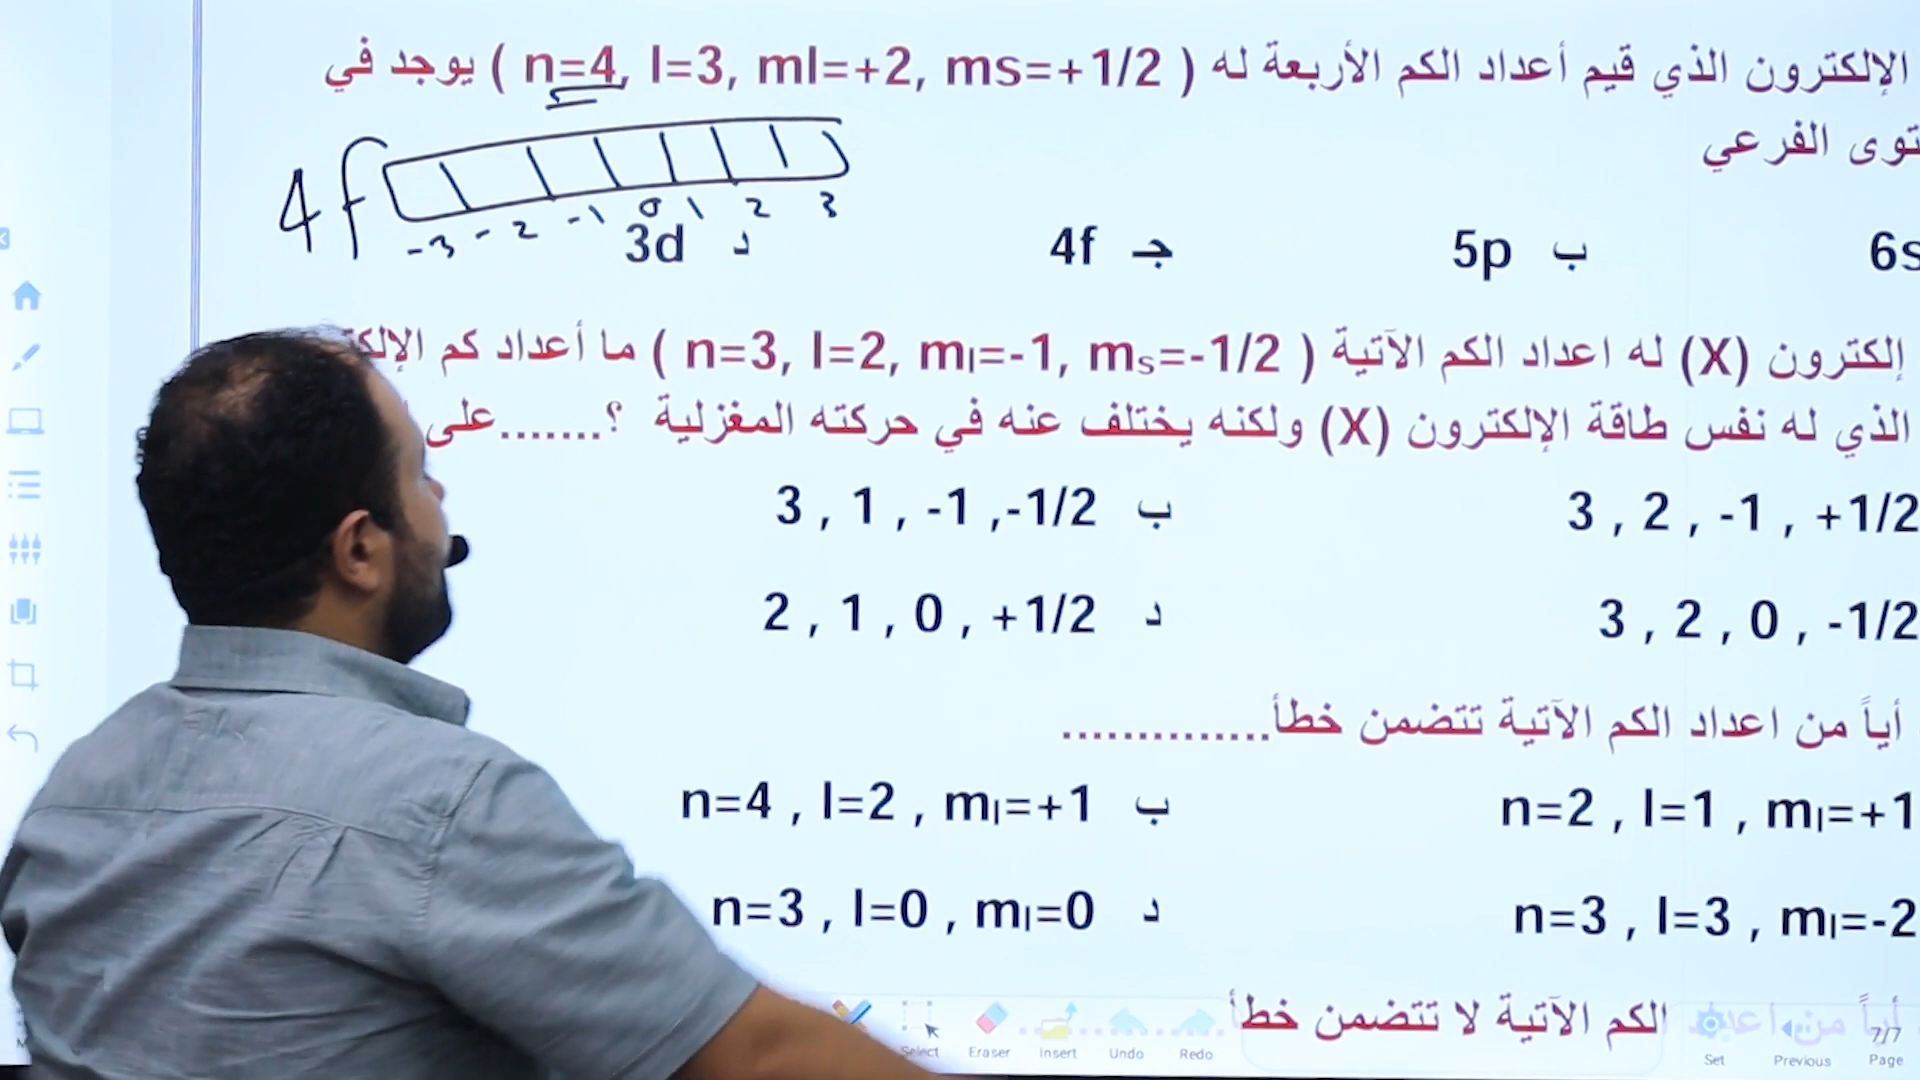 الإلكترون الذي قيم أعداد الكم الأربعة له ( n=4, l=3, ml=+2, ms=+1/2 ) يوجد في
توى الفرعي
4f
-3 -2 -1 0 1 2 3
6s
ب 5p
جـ 4f
د 3d
إلكترون (X) له اعداد الكم الآتية ( n=3, l=2, mₗ=-1, mₛ=-1/2 ) ما أعداد كم
الذي له نفس طاقة الإلكترون (X) ولكنه يختلف عنه في حركته المغزلية ؟.......على
3 , 2 , -1 , +1/2
ب 3 , 1 , -1 ,-1/2
3 , 2 , 0 , -1/2
د 2 , 1 , 0 , +1/2
أياً من اعداد الكم الآتية تتضمن خطأ..............
n=2 , l=1 , mₗ=+1
ب n=4 , l=2 , mₗ=+1
n=3 , l=3 , mₗ=-2
د n=3 , l=0 , mₗ=0
أياً من اعداد الكم الآتية لا تتضمن خطأ
Select Eraser Insert Undo Redo Set Previous 7/7 Page